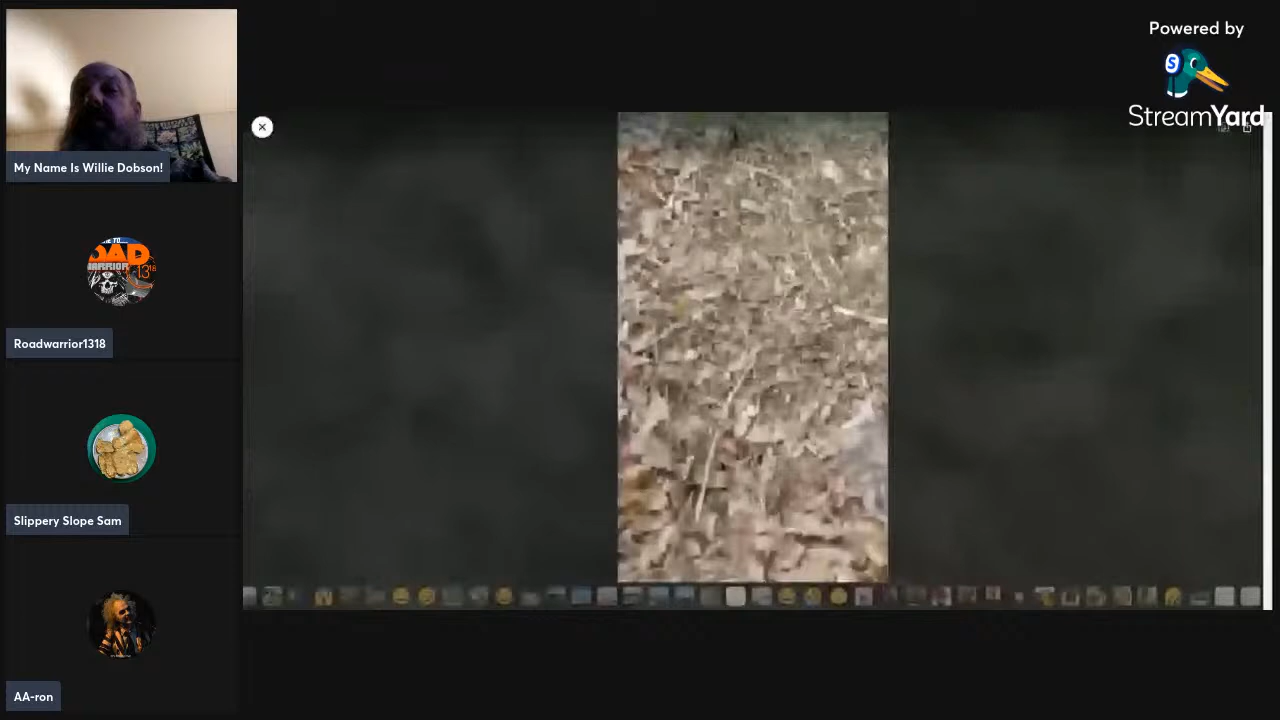 Powered by
StreamYard
My Name Is Willie Dobson!
Roadwarrior1318
Slippery Slope Sam
AA-ron